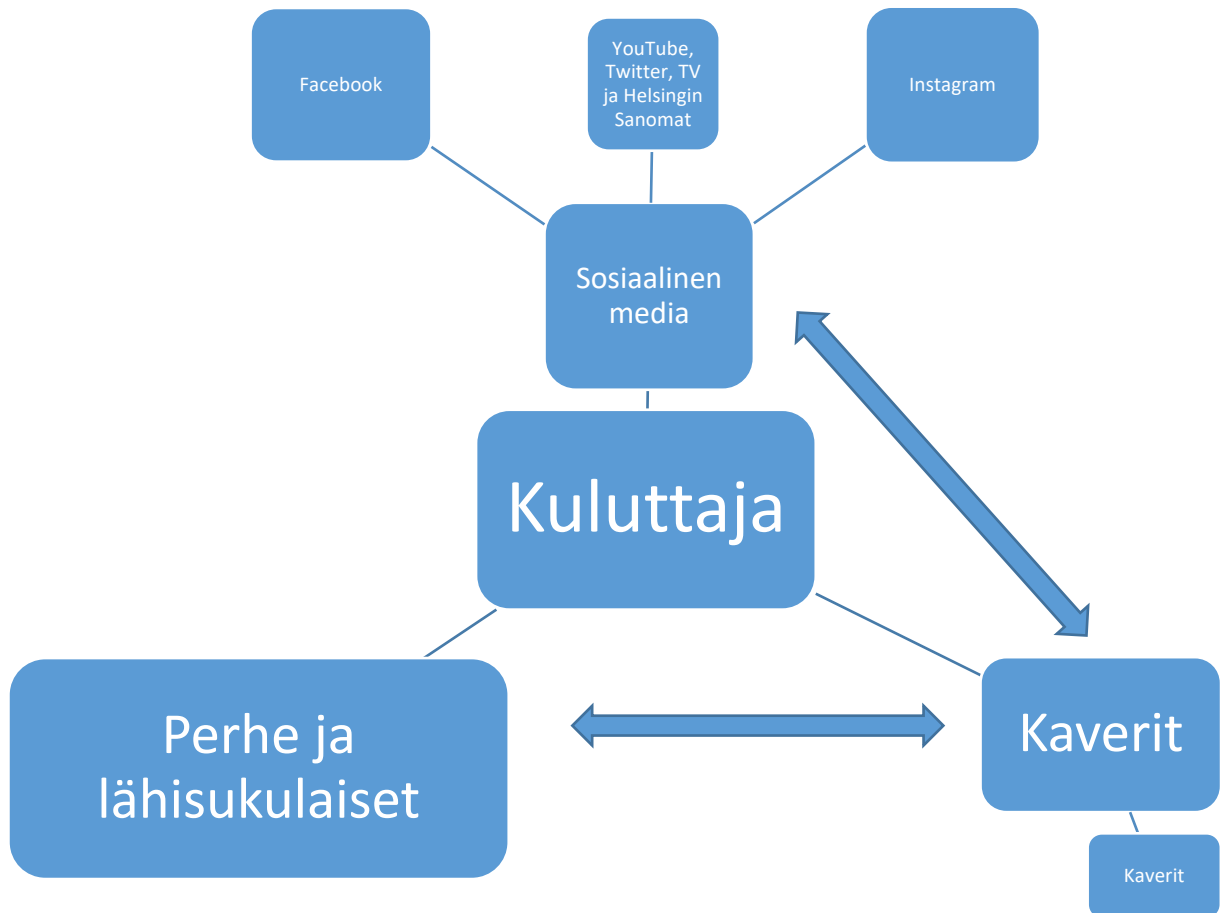 Facebook
YouTube,
Twitter, TV
ja Helsingin
Sanomat
Instagram
Sosiaalinen
media
Kuluttaja
Perhe ja
lähisukulaiset
Kaverit
Kaverit